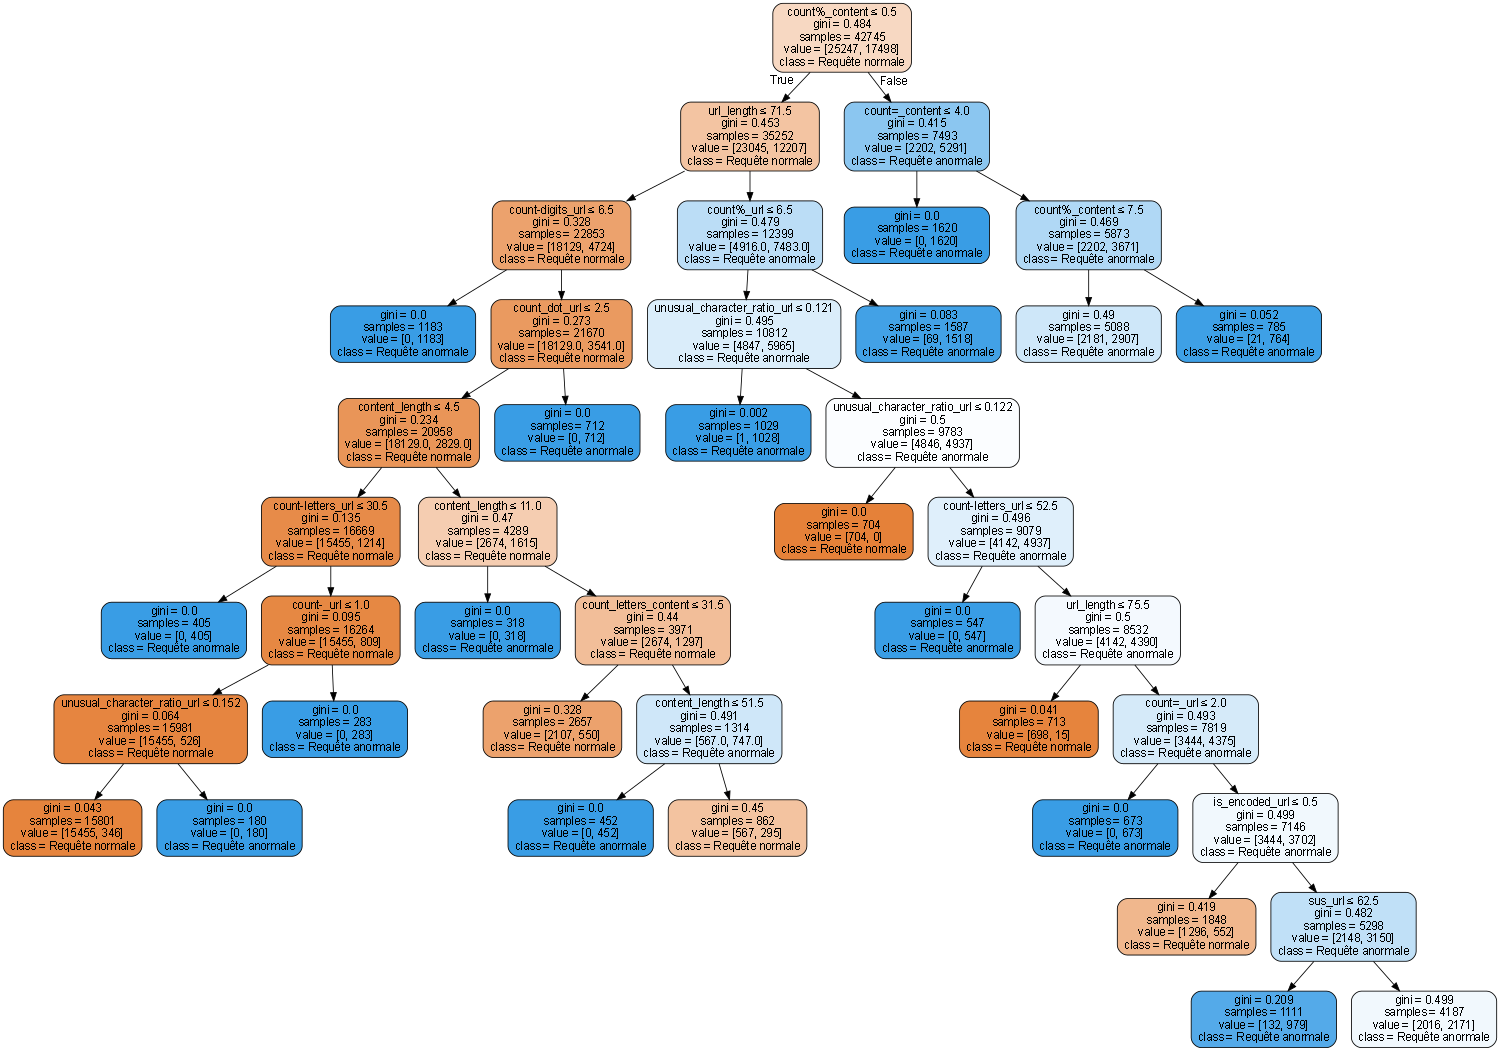 count%_content ≤ 0.5
gini = 0.484
samples = 42745
value = [25247, 17498]
class = Requête normale
True
False
url_length ≤ 71.5
gini = 0.453
samples = 35252
value = [23045, 12207]
class = Requête normale
count=_content ≤ 4.0
gini = 0.415
samples = 7493
value = [2202, 5291]
class = Requête anormale
count-digits_url ≤ 6.5
gini = 0.328
samples = 22853
value = [18129, 4724]
class = Requête normale
count%_url ≤ 6.5
gini = 0.479
samples = 12399
value = [4916.0, 7483.0]
class = Requête anormale
gini = 0.0
samples = 1620
value = [0, 1620]
class = Requête anormale
count%_content ≤ 7.5
gini = 0.469
samples = 5873
value = [2202, 3671]
class = Requête anormale
gini = 0.0
samples = 1183
value = [0, 1183]
class = Requête anormale
count_dot_url ≤ 2.5
gini = 0.273
samples = 21670
value = [18129.0, 3541.0]
class = Requête normale
unusual_character_ratio_url ≤ 0.121
gini = 0.495
samples = 10812
value = [4847, 5965]
class = Requête anormale
gini = 0.083
samples = 1587
value = [69, 1518]
class = Requête anormale
gini = 0.49
samples = 5088
value = [2181, 2907]
class = Requête anormale
gini = 0.052
samples = 785
value = [21, 764]
class = Requête anormale
content_length ≤ 4.5
gini = 0.234
samples = 20958
value = [18129.0, 2829.0]
class = Requête normale
gini = 0.0
samples = 712
value = [0, 712]
class = Requête anormale
gini = 0.002
samples = 1029
value = [1, 1028]
class = Requête anormale
unusual_character_ratio_url ≤ 0.122
gini = 0.5
samples = 9783
value = [4846, 4937]
class = Requête anormale
count-letters_url ≤ 30.5
gini = 0.135
samples = 16669
value = [15455, 1214]
class = Requête normale
content_length ≤ 11.0
gini = 0.47
samples = 4289
value = [2674, 1615]
class = Requête normale
gini = 0.0
samples = 704
value = [704, 0]
class = Requête normale
count-letters_url ≤ 52.5
gini = 0.496
samples = 9079
value = [4142, 4937]
class = Requête anormale
gini = 0.0
samples = 405
value = [0, 405]
class = Requête anormale
count-_url ≤ 1.0
gini = 0.095
samples = 16264
value = [15455, 809]
class = Requête normale
gini = 0.0
samples = 318
value = [0, 318]
class = Requête anormale
count_letters_content ≤ 31.5
gini = 0.44
samples = 3971
value = [2674, 1297]
class = Requête normale
gini = 0.0
samples = 547
value = [0, 547]
class = Requête anormale
url_length ≤ 75.5
gini = 0.5
samples = 8532
value = [4142, 4390]
class = Requête anormale
unusual_character_ratio_url ≤ 0.152
gini = 0.064
samples = 15981
value = [15455, 526]
class = Requête normale
gini = 0.0
samples = 283
value = [0, 283]
class = Requête anormale
gini = 0.328
samples = 2657
value = [2107, 550]
class = Requête normale
content_length ≤ 51.5
gini = 0.491
samples = 1314
value = [567.0, 747.0]
class = Requête anormale
gini = 0.041
samples = 713
value = [698, 15]
class = Requête normale
count=_url ≤ 2.0
gini = 0.493
samples = 7819
value = [3444, 4375]
class = Requête anormale
gini = 0.043
samples = 15801
value = [15455, 346]
class = Requête normale
gini = 0.0
samples = 180
value = [0, 180]
class = Requête anormale
gini = 0.0
samples = 452
value = [0, 452]
class = Requête anormale
gini = 0.45
samples = 862
value = [567, 295]
class = Requête normale
gini = 0.0
samples = 673
value = [0, 673]
class = Requête anormale
is_encoded_url ≤ 0.5
gini = 0.499
samples = 7146
value = [3444, 3702]
class = Requête anormale
gini = 0.419
samples = 1848
value = [1296, 552]
class = Requête normale
sus_url ≤ 62.5
gini = 0.482
samples = 5298
value = [2148, 3150]
class = Requête anormale
gini = 0.209
samples = 1111
value = [132, 979]
class = Requête anormale
gini = 0.499
samples = 4187
value = [2016, 2171]
class = Requête anormale